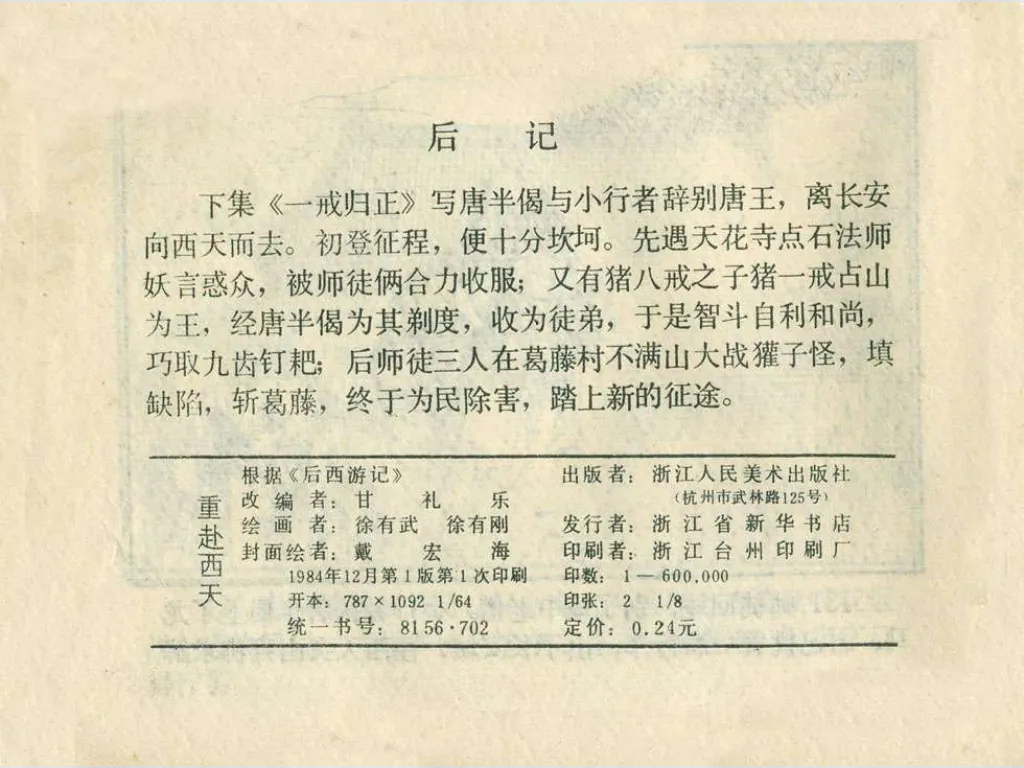 后 记
下集《一戒归正》写唐半偈与小行者辞别唐王，离长安
向西天而去。初登征程，便十分坎坷。先遇天花寺点石法师
妖言惑众，被师徒俩合力收服；又有猪八戒之子猪一戒占山
为王，经唐半偈为其剃度，收为徒弟，于是智斗自利和尚，
巧取九齿钉耙；后师徒三人在葛藤村不满山大战獾子怪，填
缺陷，斩葛藤，终于为民除害，踏上新的征途。
重赴西天
根据《后西游记》
改编者：甘礼乐
绘画者：徐有武 徐有刚
封面绘者：戴宏海
1984年12月第1版第1次印刷
开本：787×1092 1/64
统一书号：8156·702
出版者：浙江人民美术出版社
（杭州市武林路125号）
发行者：浙江省新华书店
印刷者：浙江台州印刷厂
印数：1—600,000
印张：2 1/8
定价：0.24元